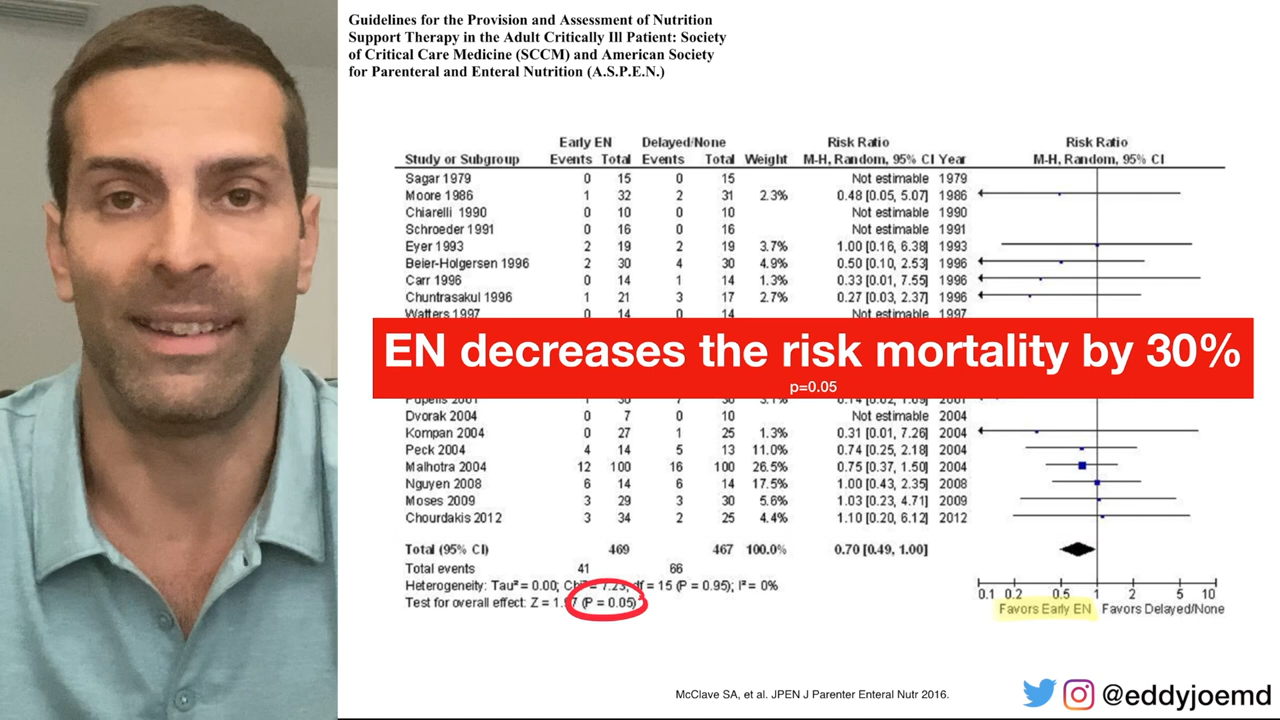 Guidelines for the Provision and Assessment of Nutrition
Support Therapy in the Adult Critically Ill Patient: Society
of Critical Care Medicine (SCCM) and American Society
for Parenteral and Enteral Nutrition (A.S.P.E.N.)
Early EN Delayed/None Risk Ratio Risk Ratio
Study or Subgroup Events Total Events Total Weight M-H, Random, 95% CI Year M-H, Random, 95% CI
Sagar 1979 0 15 0 15 Not estimable 1979
Moore 1986 1 32 2 31 2.3% 0.48 [0.05, 5.07] 1986
Chiarelli 1990 0 10 0 10 Not estimable 1990
Schroeder 1991 0 16 0 16 Not estimable 1991
Eyer 1993 2 19 2 19 3.7% 1.00 [0.16, 6.38] 1993
Beier-Holgersen 1996 2 30 4 30 4.9% 0.50 [0.10, 2.53] 1996
Carr 1996 0 14 1 14 1.3% 0.33 [0.01, 7.55] 1996
Chuntrasakul 1996 1 21 3 17 2.7% 0.27 [0.03, 2.37] 1996
Watters 1997 0 14 0 14 Not estimable 1997
EN decreases the risk mortality by 30%
p=0.05
Dvorak 2004 0 7 0 10 Not estimable 2004
Kompan 2004 0 27 1 25 1.3% 0.31 [0.01, 7.26] 2004
Peck 2004 4 14 5 13 11.0% 0.74 [0.25, 2.18] 2004
Malhotra 2004 12 100 16 100 26.5% 0.75 [0.37, 1.50] 2004
Nguyen 2008 6 14 6 14 17.5% 1.00 [0.43, 2.35] 2008
Moses 2009 3 29 3 30 5.6% 1.03 [0.23, 4.71] 2009
Chourdakis 2012 3 34 2 25 4.4% 1.10 [0.20, 6.12] 2012
Total (95% CI) 469 467 100.0% 0.70 [0.49, 1.00]
Total events 41 66
Heterogeneity: Tau² = 0.00; 7.23, df = 15 (P = 0.95); I² = 0%
Test for overall effect: Z = (P = 0.05)
0.1 0.2 0.5 1 2 5 10
Favors Early EN Favors Delayed/None
McClave SA, et al. JPEN J Parenter Enteral Nutr 2016.
@eddyjoemd